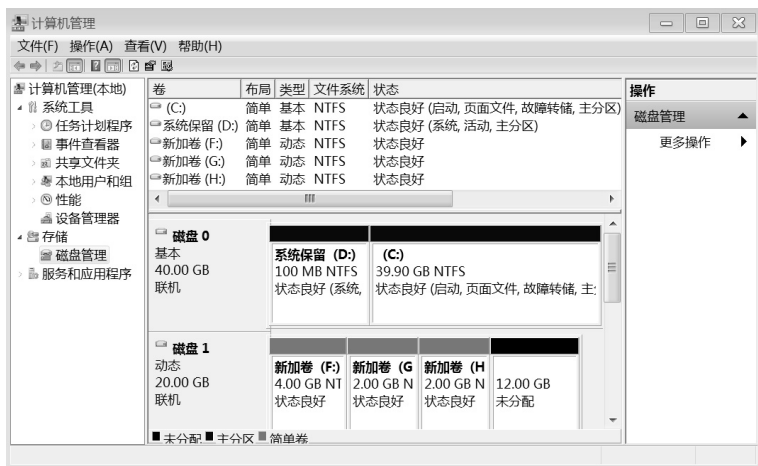 计算机管理
文件(F) 操作(A) 查看(V) 帮助(H)
计算机管理(本地)
系统工具
任务计划程序
事件查看器
共享文件夹
本地用户和组
性能
设备管理器
存储
磁盘管理
服务和应用程序
卷 布局 类型 文件系统 状态
(C:) 简单 基本 NTFS 状态良好 (启动, 页面文件, 故障转储, 主分区)
系统保留 (D:) 简单 基本 NTFS 状态良好 (系统, 活动, 主分区)
新加卷 (F:) 简单 动态 NTFS 状态良好
新加卷 (G:) 简单 动态 NTFS 状态良好
新加卷 (H:) 简单 动态 NTFS 状态良好
磁盘 0
基本
40.00 GB
联机
系统保留 (D:)
100 MB NTFS
状态良好 (系统,
(C:)
39.90 GB NTFS
状态良好 (启动, 页面文件, 故障转储, 主:
磁盘 1
动态
20.00 GB
联机
新加卷 (F:)
4.00 GB NT
状态良好
新加卷 (G
2.00 GB N
状态良好
新加卷 (H
2.00 GB N
状态良好
12.00 GB
未分配
未分配 主分区 简单卷
操作
磁盘管理
更多操作